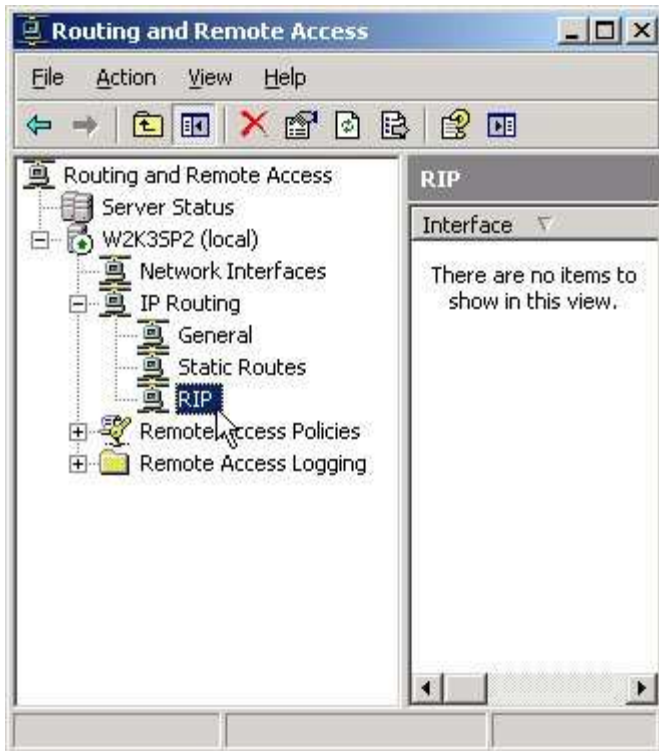 Routing and Remote Access
File Action View Help
Routing and Remote Access
Server Status
W2K3SP2 (local)
Network Interfaces
IP Routing
General
Static Routes
RIP
Remote Access Policies
Remote Access Logging
RIP
Interface
There are no items to
show in this view.